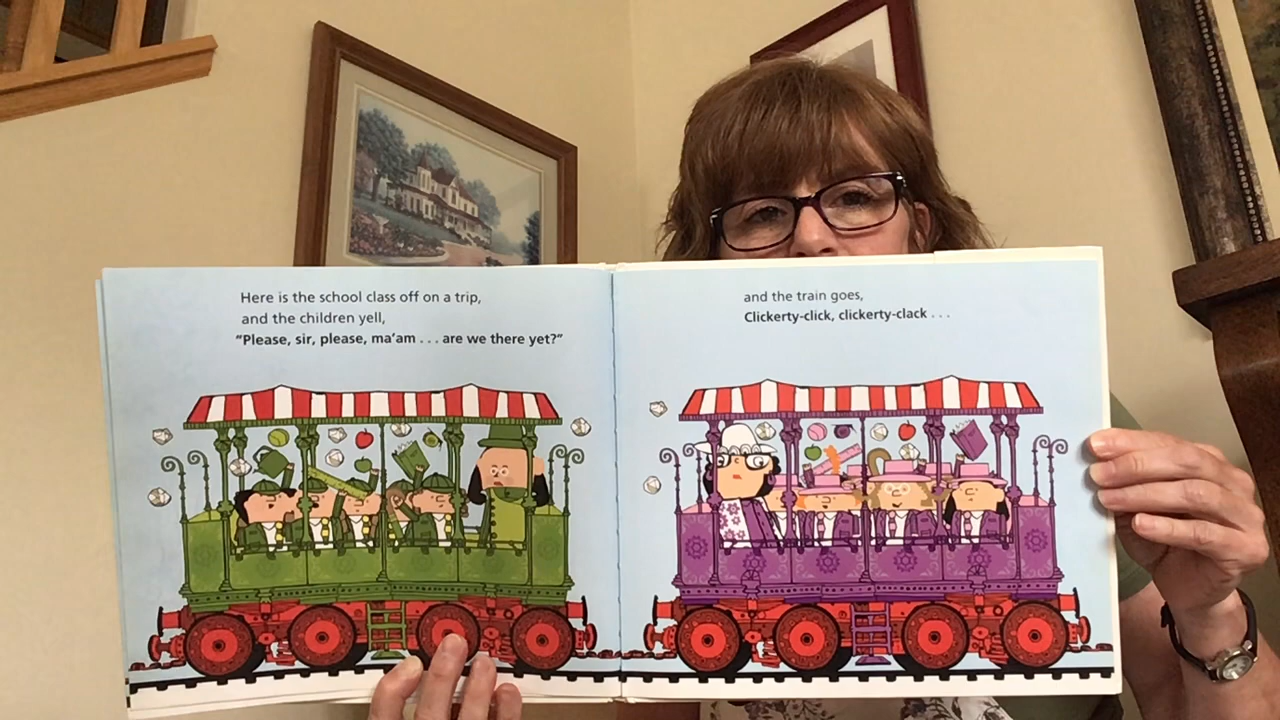 Here is the school class off on a trip,
and the children yell,
"Please, sir, please, ma'am . . . are we there yet?"
and the train goes,
Clickerty-click, clickerty-clack . . .